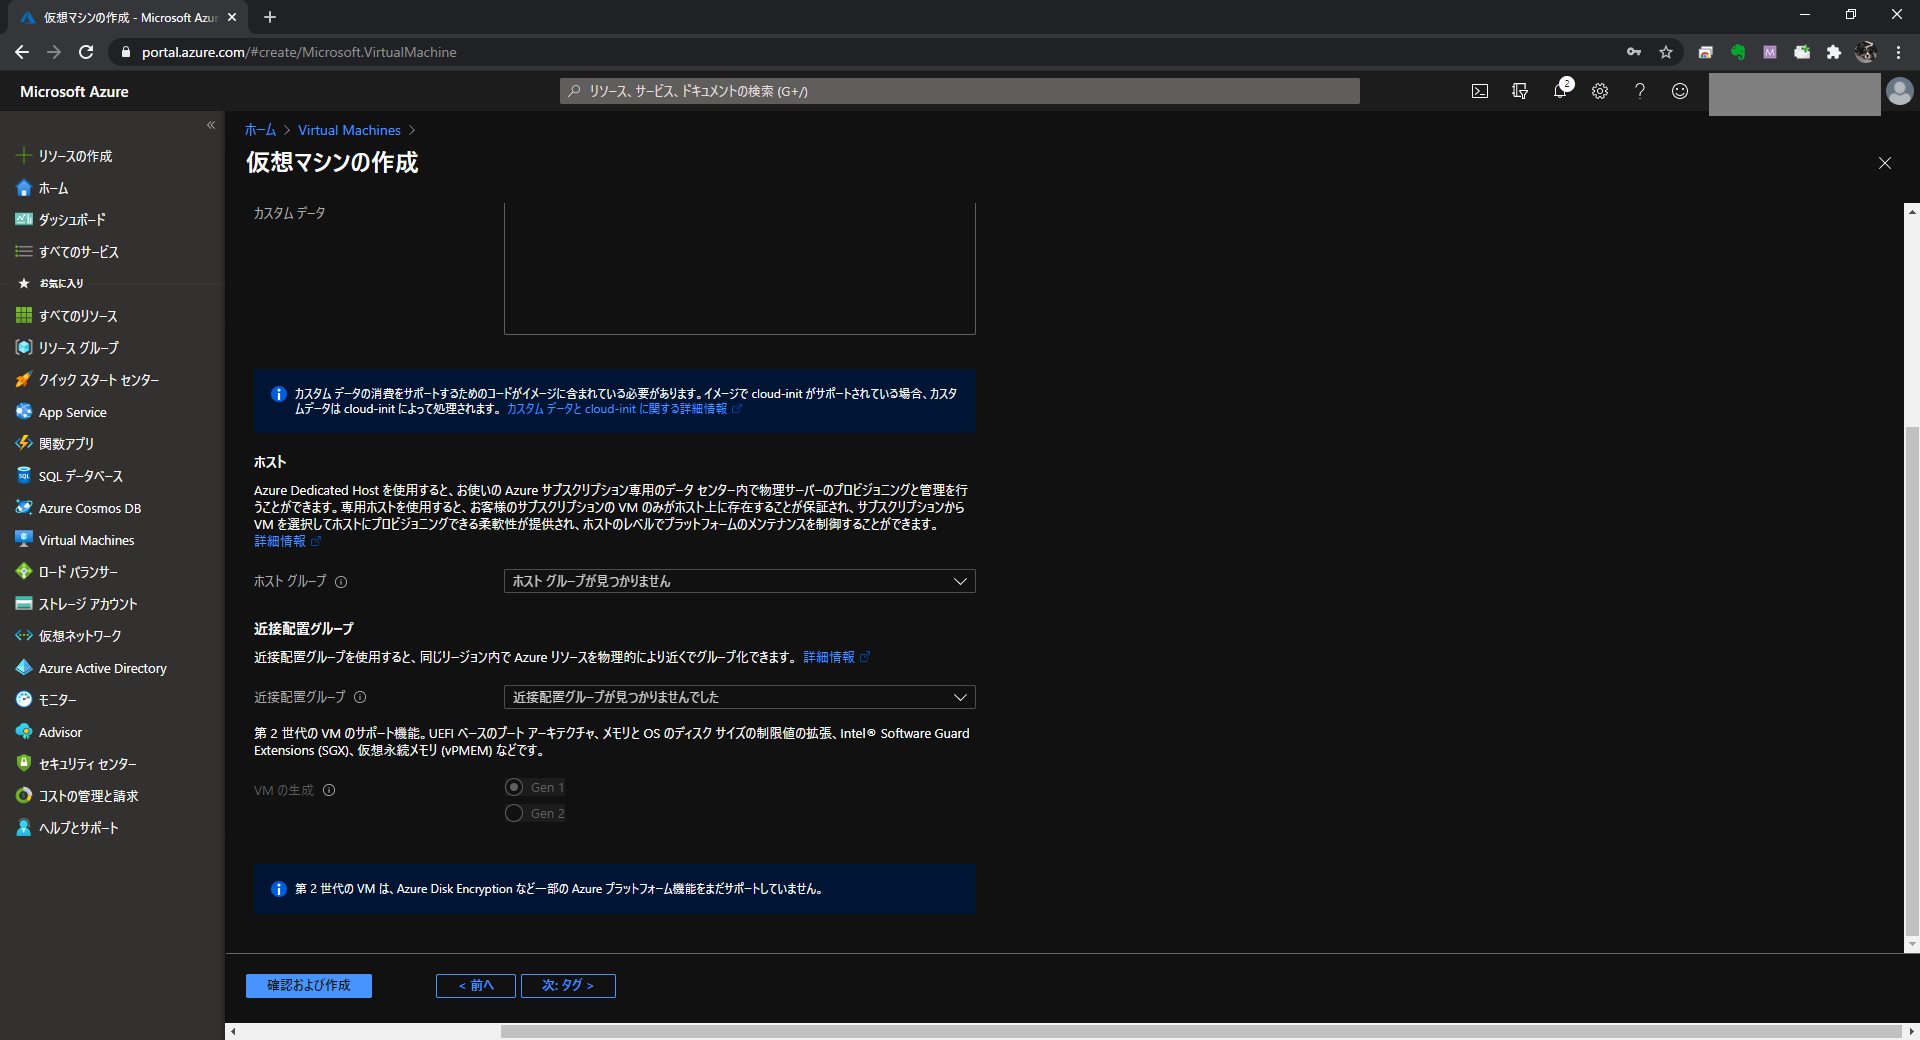 仮想マシンの作成 - Microsoft Azur
portal.azure.com/#create/Microsoft.VirtualMachine
Microsoft Azure
リソース、サービス、ドキュメントの検索 (G+/)
2
リソースの作成
ホーム
ダッシュボード
すべてのサービス
お気に入り
すべてのリソース
リソース グループ
クイック スタート センター
App Service
関数アプリ
SQL データベース
Azure Cosmos DB
Virtual Machines
ロード バランサー
ストレージ アカウント
仮想ネットワーク
Azure Active Directory
モニター
Advisor
セキュリティ センター
コストの管理と請求
ヘルプとサポート
ホーム > Virtual Machines >
仮想マシンの作成
カスタム データ
カスタム データの消費をサポートするためのコードがイメージに含まれている必要があります。イメージで cloud-init がサポートされている場合、カスタ
ムデータは cloud-init によって処理されます。 カスタム データと cloud-init に関する詳細情報
ホスト
Azure Dedicated Host を使用すると、お使いの Azure サブスクリプション専用のデータ センター内で物理サーバーのプロビジョニングと管理を行
うことができます。専用ホストを使用すると、お客様のサブスクリプションの VM のみがホスト上に存在することが保証され、サブスクリプションから
VM を選択してホストにプロビジョニングできる柔軟性が提供され、ホストのレベルでプラットフォームのメンテナンスを制御することができます。
詳細情報
ホスト グループ
ホスト グループが見つかりません
近接配置グループ
近接配置グループを使用すると、同じリージョン内で Azure リソースを物理的により近くでグループ化できます。 詳細情報
近接配置グループ
近接配置グループが見つかりませんでした
第 2 世代の VM のサポート機能。UEFI ベースのブート アーキテクチャ、メモリと OS のディスク サイズの制限値の拡張、Intel® Software Guard
Extensions (SGX)、仮想永続メモリ (vPMEM) などです。
VM の生成
Gen 1
Gen 2
第 2 世代の VM は、Azure Disk Encryption など一部の Azure プラットフォーム機能をまだサポートしていません。
確認および作成
< 前へ
次: タグ >